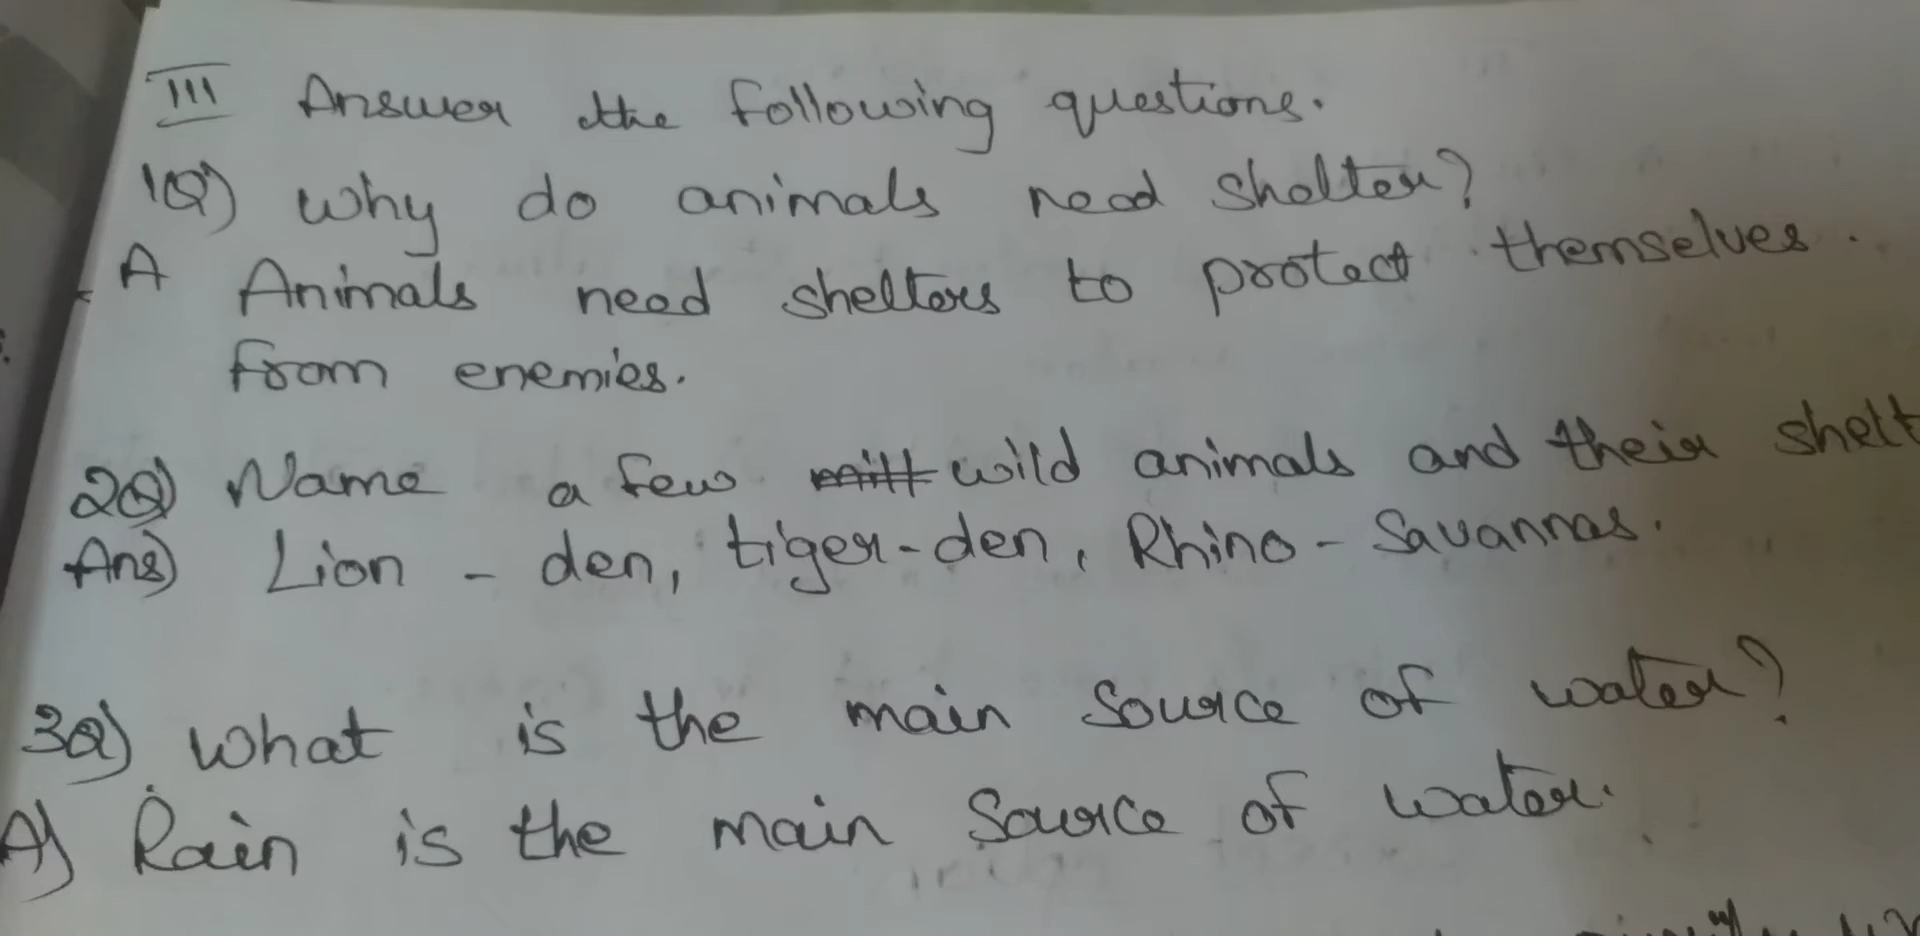 III Answer the following questions.
1Q) Why do animals need shelter?
A Animals need shelters to protect themselves.
from enemies.
2Q) Name a few wild animals and their shelt
Ans) Lion - den, tiger-den, Rhino - Savannas.
3Q) What is the main source of water?
A) Rain is the main source of water.